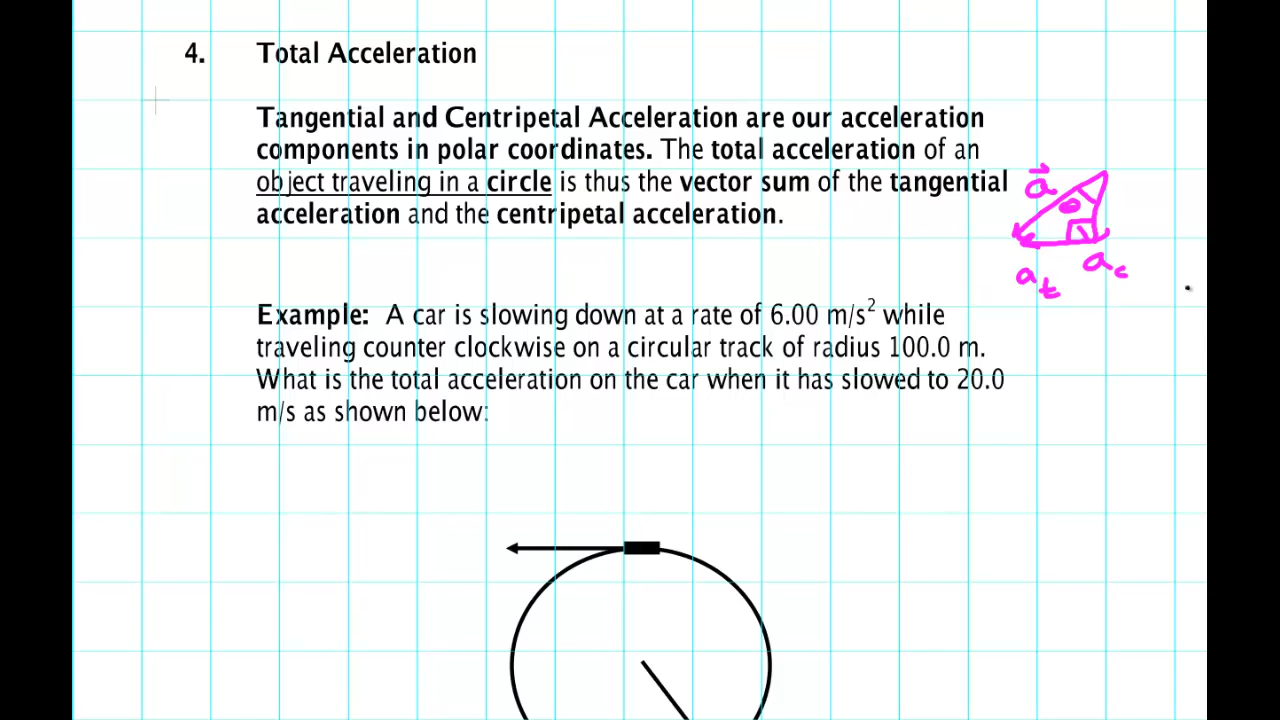 4. Total Acceleration
Tangential and Centripetal Acceleration are our acceleration
components in polar coordinates. The total acceleration of an
object traveling in a circle is thus the vector sum of the tangential
acceleration and the centripetal acceleration.
a⃗
θ
a_t
a_c
Example: A car is slowing down at a rate of 6.00 m/s² while
traveling counter clockwise on a circular track of radius 100.0 m.
What is the total acceleration on the car when it has slowed to 20.0
m/s as shown below: